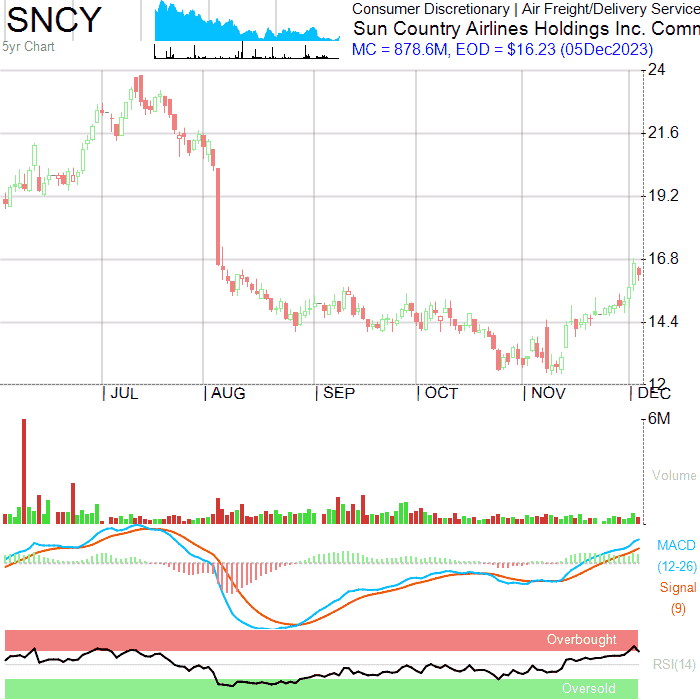 SNCY
5yr Chart
Consumer Discretionary | Air Freight/Delivery Service
Sun Country Airlines Holdings Inc. Comm
MC = 878.6M, EOD = $16.23 (05Dec2023)
24
21.6
19.2
16.8
14.4
12
JUL AUG SEP OCT NOV DEC
6M
Volume
MACD
(12-26)
Signal
(9)
Overbought
RSI(14)
Oversold